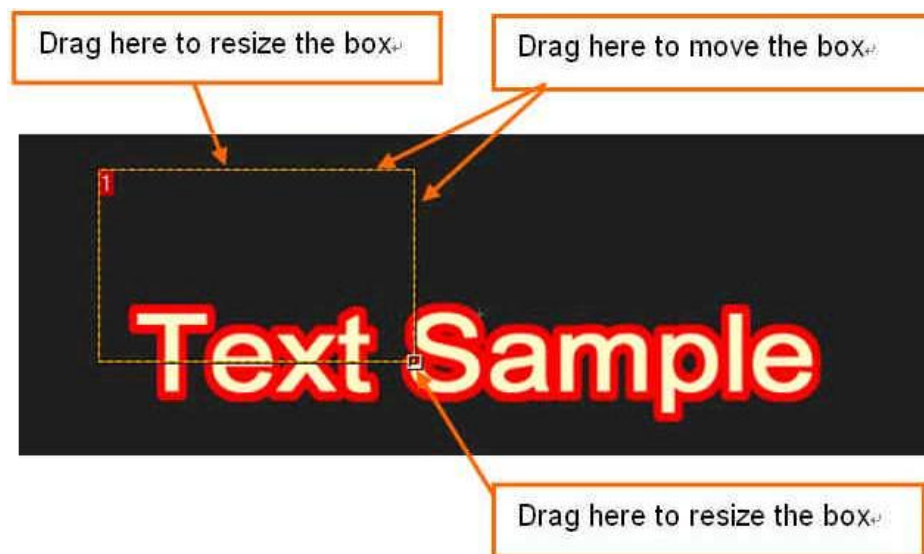 Drag here to resize the box
Drag here to move the box
1
Text Sample
Drag here to resize the box